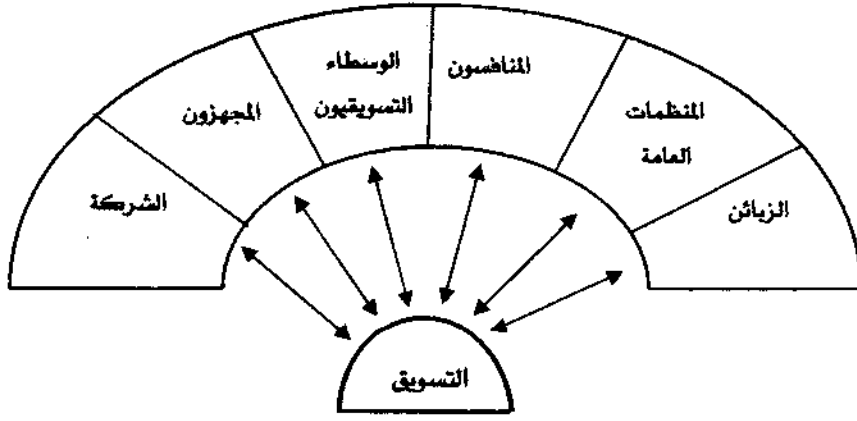 الزبائن
المنظمات
العامة
المنافسون
الوسطاء
التسويقيون
المجهزون
الشركة
التسويق